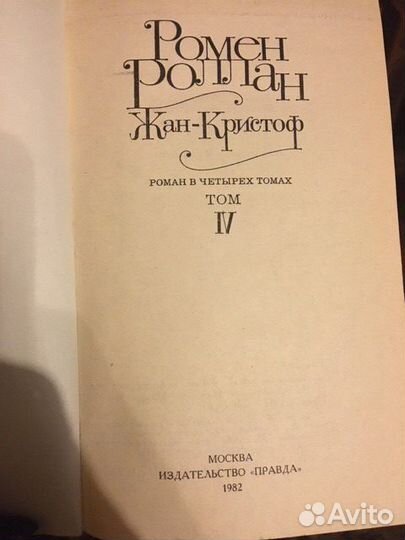 Ромен
Роллан
Жан-Кристоф
РОМАН В ЧЕТЫРЕХ ТОМАХ
ТОМ
IV
МОСКВА
ИЗДАТЕЛЬСТВО «ПРАВДА»
1982
Avito